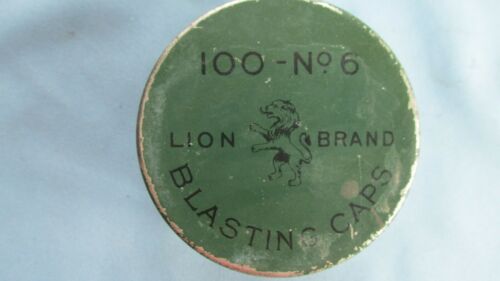 100 - Nº 6
LION BRAND
BLASTING CAPS